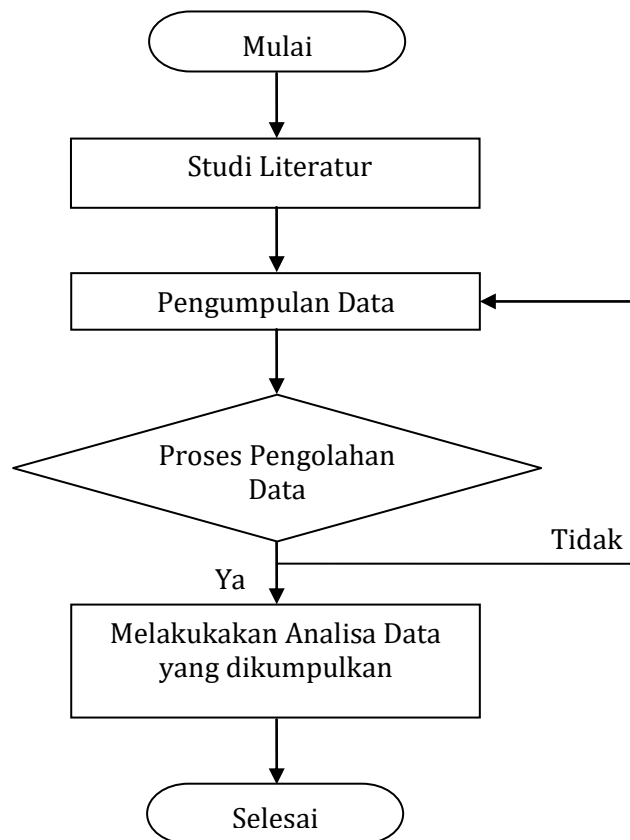 Mulai
Studi Literatur
Pengumpulan Data
Proses Pengolahan
Data
Tidak
Ya
Melakukakan Analisa Data
yang dikumpulkan
Selesai